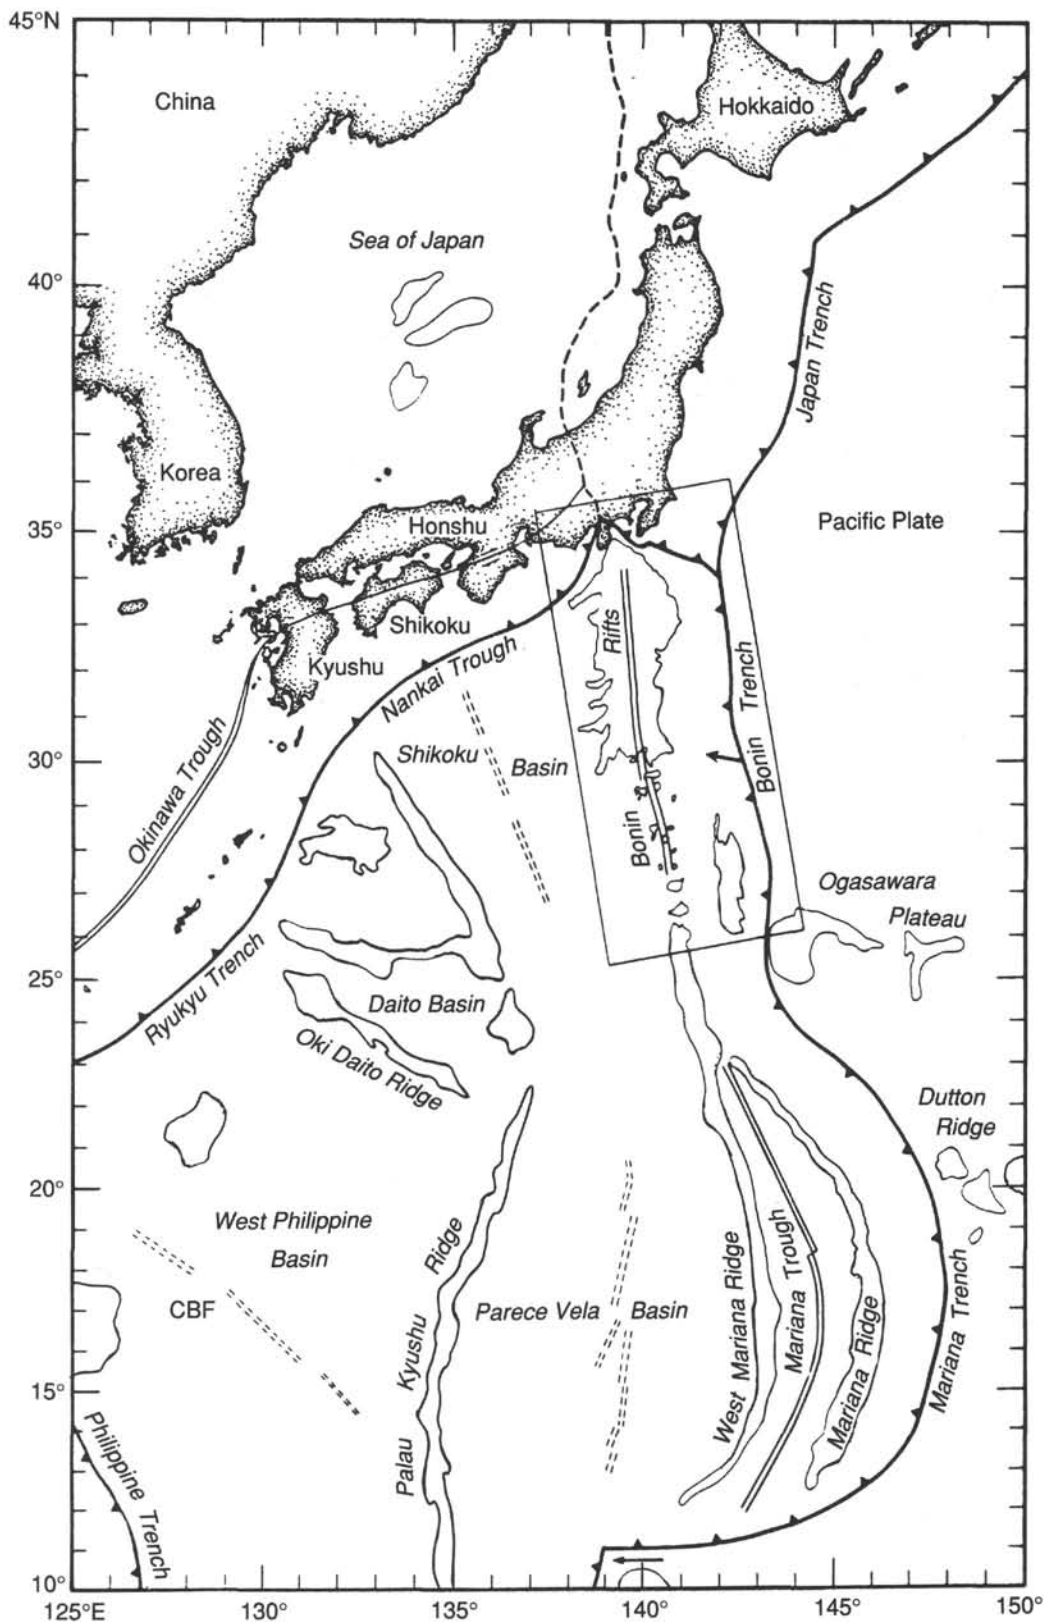 45°N
China
Hokkaido
Sea of Japan
40°
Japan Trench
Korea
Honshu
Pacific Plate
35°
Shikoku
Rifts
Kyushu
Nankai Trough
Trench
Okinawa Trough
Shikoku
Basin
30°
Bonin
Bonin
Ogasawara
Plateau
Ryukyu Trench
25°
Daito Basin
Oki Daito Ridge
Dutton
Ridge
20°
West Philippine
Basin
Ridge
CBF
Parece Vela
Basin
Kyushu
West Mariana Ridge
Mariana Trough
Mariana Ridge
Mariana Trench
15°
Philippine Trench
Palau
10°
125°E
130°
135°
140°
145°
150°